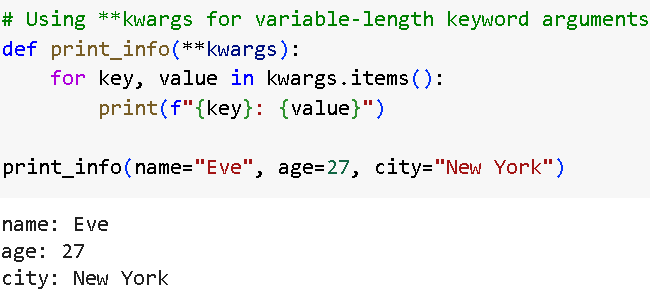 # Using **kwargs for variable-length keyword arguments
def print_info(**kwargs):
    for key, value in kwargs.items():
        print(f"{key}: {value}")

print_info(name="Eve", age=27, city="New York")

name: Eve
age: 27
city: New York